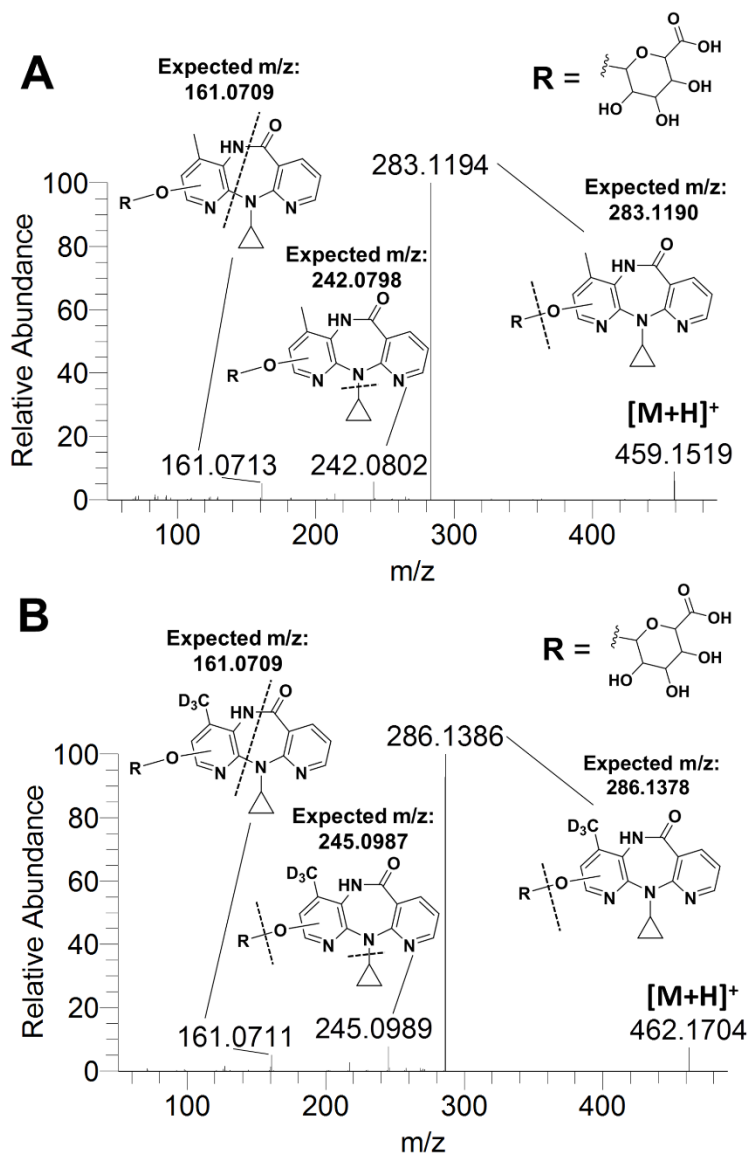 A
Expected m/z:
161.0709
R =
O
OH
O
HO
OH
OH
HN
O
R
O
N
N
N
283.1194
Expected m/z:
283.1190
Expected m/z:
242.0798
HN
O
R
O
N
N
N
HN
O
R
O
N
N
N
[M+H]+
161.0713
242.0802
459.1519
Relative Abundance
100
80
60
40
20
0
100
200
300
400
m/z
B
Expected m/z:
161.0709
R =
O
OH
O
HO
OH
OH
D3C
HN
O
R
O
N
N
N
286.1386
Expected m/z:
286.1378
Expected m/z:
245.0987
D3C
HN
O
R
O
N
N
N
D3C
HN
O
R
O
N
N
N
[M+H]+
161.0711
245.0989
462.1704
Relative Abundance
100
80
60
40
20
0
100
200
300
400
m/z